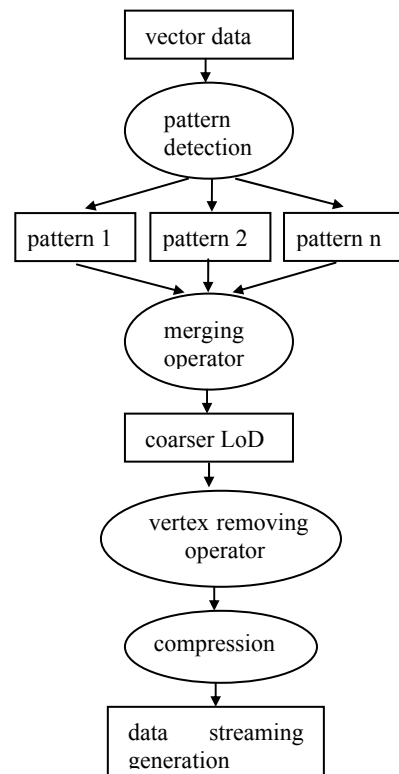 vector data
pattern
detection
pattern 1
pattern 2
pattern n
merging
operator
coarser LoD
vertex removing
operator
compression
data streaming
generation